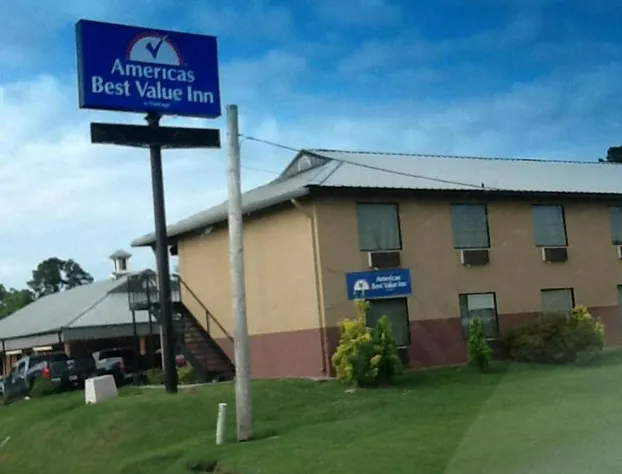 Americas
Best Value Inn
Americas
Best Value Inn